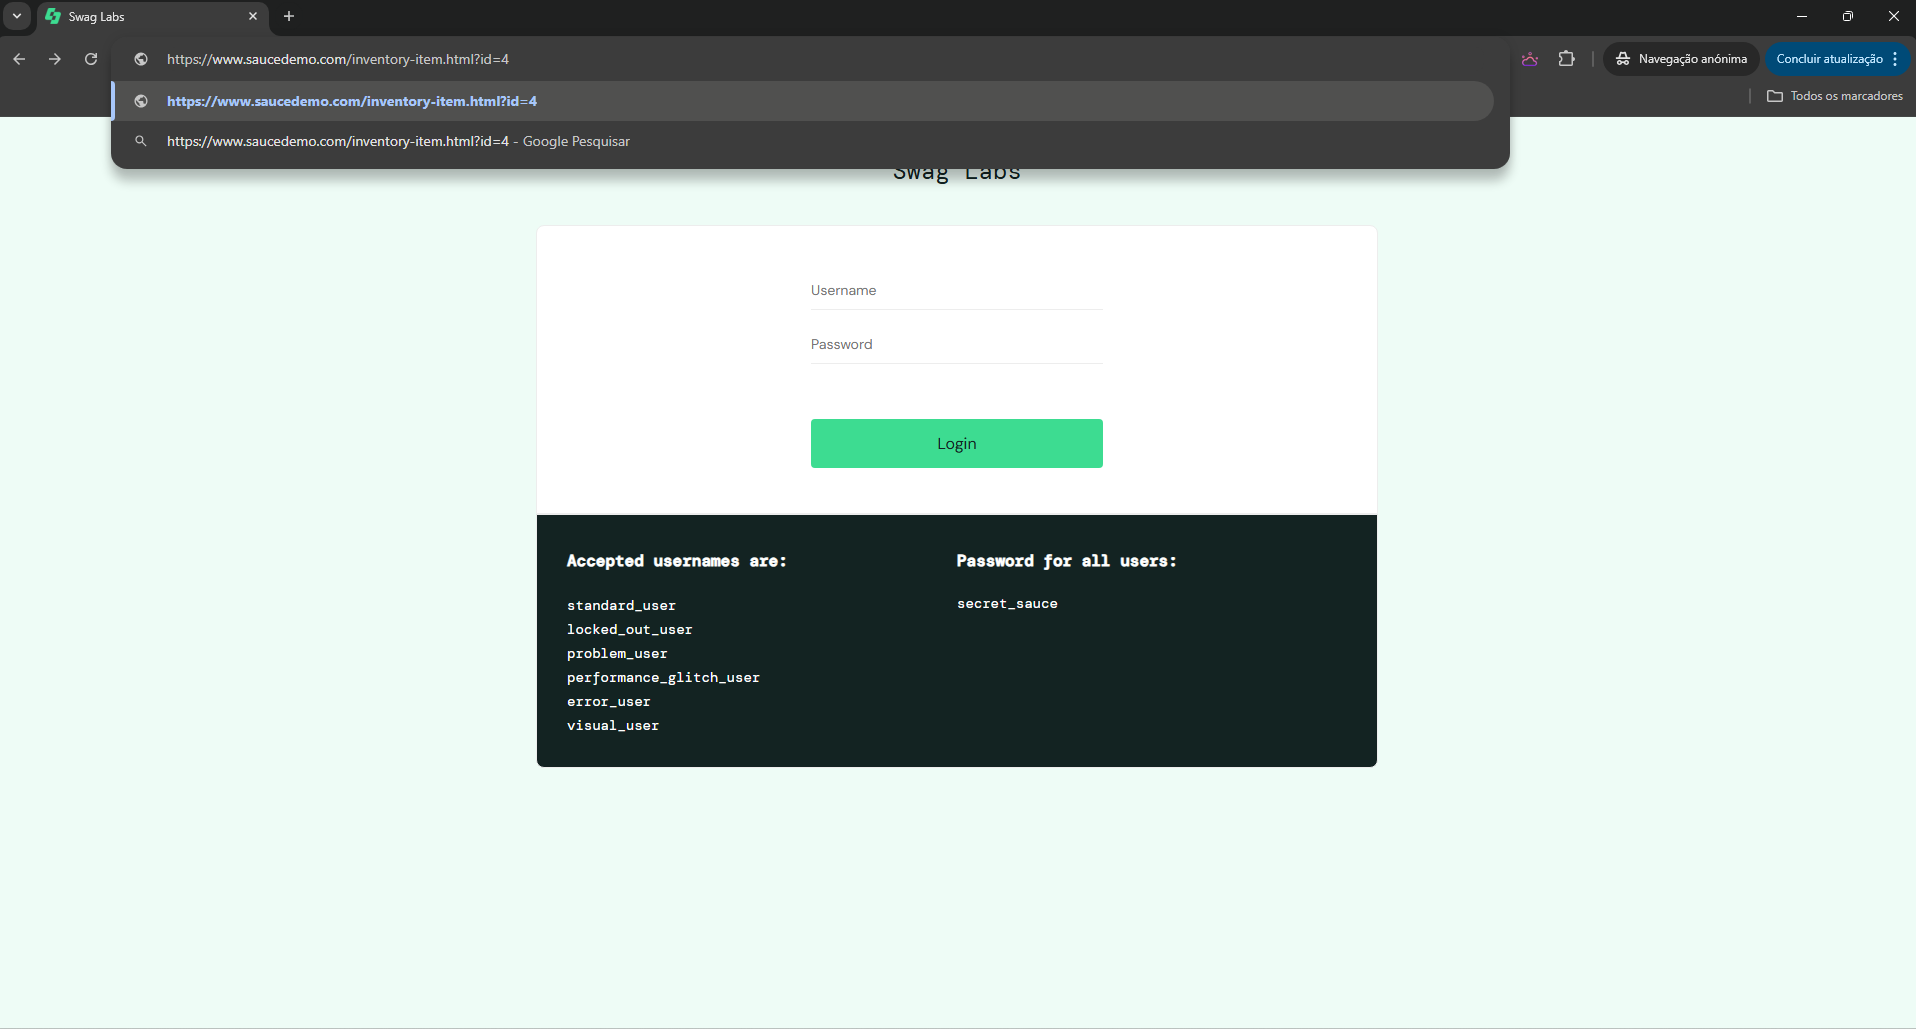 Swag Labs
https://www.saucedemo.com/inventory-item.html?id=4
Navegação anónima
Concluir atualização
https://www.saucedemo.com/inventory-item.html?id=4
Todos os marcadores
https://www.saucedemo.com/inventory-item.html?id=4 - Google Pesquisar
Swag Labs
Username
Password
Login
Accepted usernames are:
standard_user
locked_out_user
problem_user
performance_glitch_user
error_user
visual_user
Password for all users:
secret_sauce